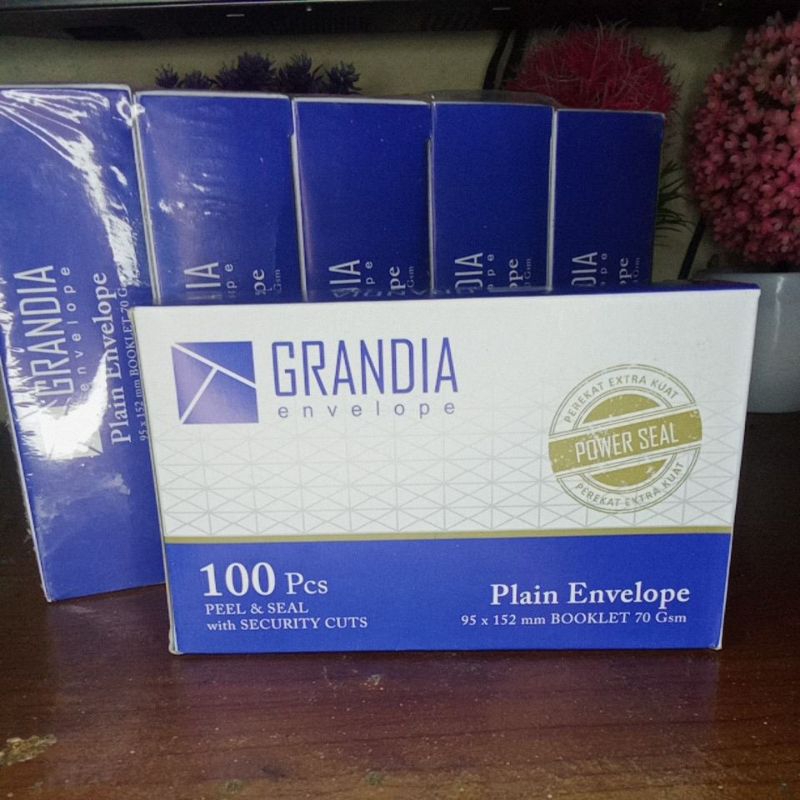 GRANDIA
envelope
Plain Envelope
95 x 152 mm BOOKLET 70 Gsm
GRANDIA
envelope
PEREKAT EXTRA KUAT
POWER SEAL
PEREKAT EXTRA KUAT
100 Pcs
PEEL & SEAL
with SECURITY CUTS
Plain Envelope
95 x 152 mm BOOKLET 70 Gsm